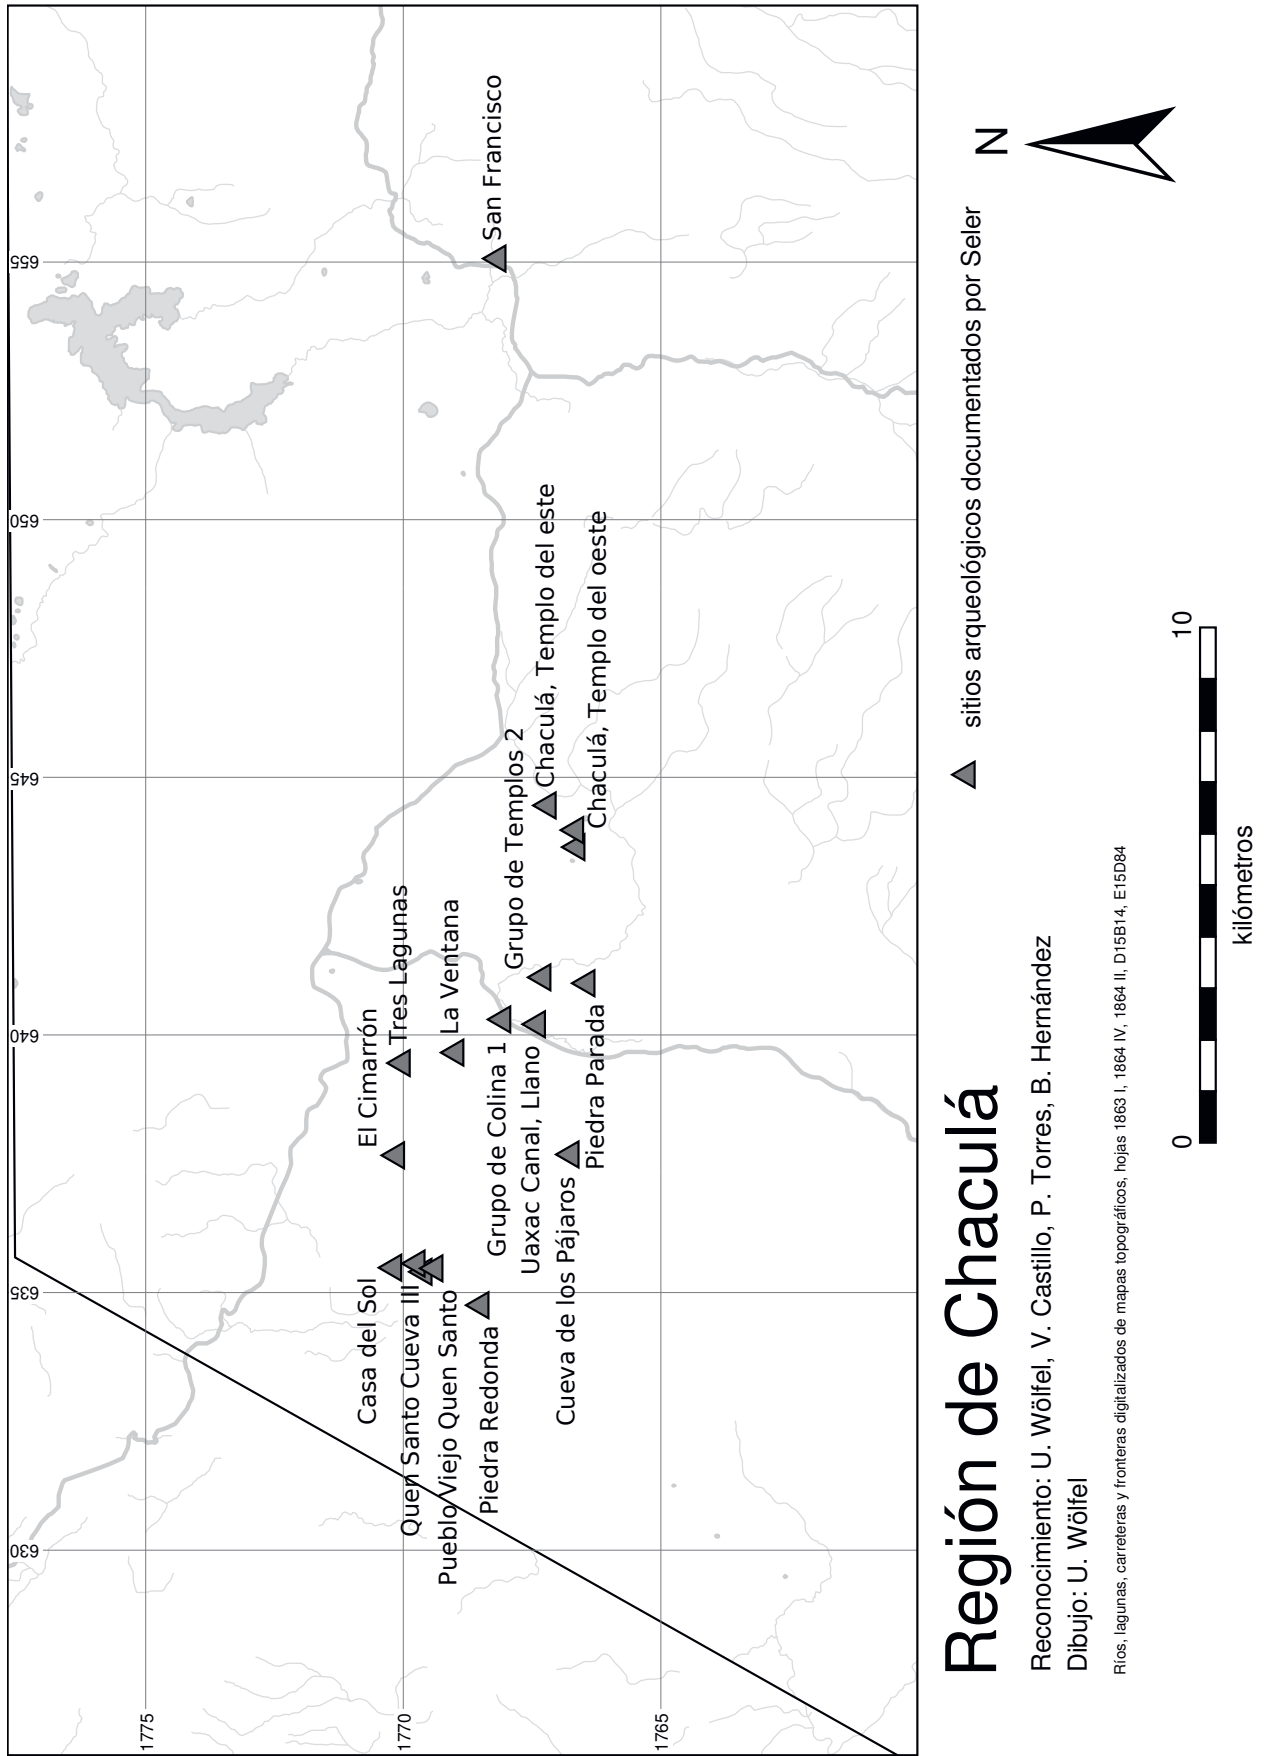 630
635
640
645
650
655
1775
1770
1765
San Francisco
El Cimarrón
Tres Lagunas
La Ventana
Casa del Sol
Quen Santo Cueva III
Pueblo Viejo Quen Santo
Piedra Redonda
Grupo de Colina 1
Uaxac Canal, Llano
Cueva de los Pájaros
Piedra Parada
Grupo de Templos 2
Chaculá, Templo del este
Chaculá, Templo del oeste
Región de Chaculá
Reconocimiento: U. Wölfel, V. Castillo, P. Torres, B. Hernández
Dibujo: U. Wölfel
Ríos, lagunas, carreteras y fronteras digitalizados de mapas topográficos, hojas 1863 I, 1864 IV, 1864 II, D15B14, E15D84
sitios arqueológicos documentados por Seler
N
0
10
kilómetros